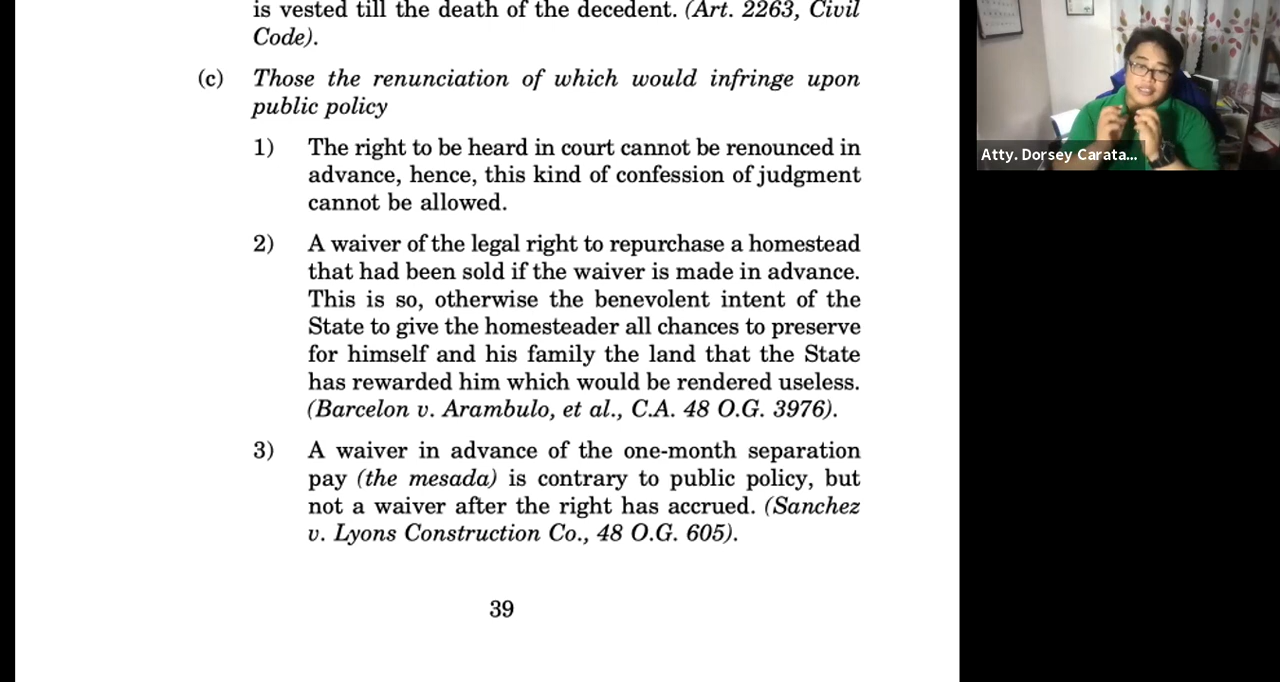 is vested till the death of the decedent. (Art. 2263, Civil
Code).
(c) Those the renunciation of which would infringe upon
public policy
1) The right to be heard in court cannot be renounced in
advance, hence, this kind of confession of judgment
cannot be allowed.
2) A waiver of the legal right to repurchase a homestead
that had been sold if the waiver is made in advance.
This is so, otherwise the benevolent intent of the
State to give the homesteader all chances to preserve
for himself and his family the land that the State
has rewarded him which would be rendered useless.
(Barcelon v. Arambulo, et al., C.A. 48 O.G. 3976).
3) A waiver in advance of the one-month separation
pay (the mesada) is contrary to public policy, but
not a waiver after the right has accrued. (Sanchez
v. Lyons Construction Co., 48 O.G. 605).
39
Atty. Dorsey Carata...